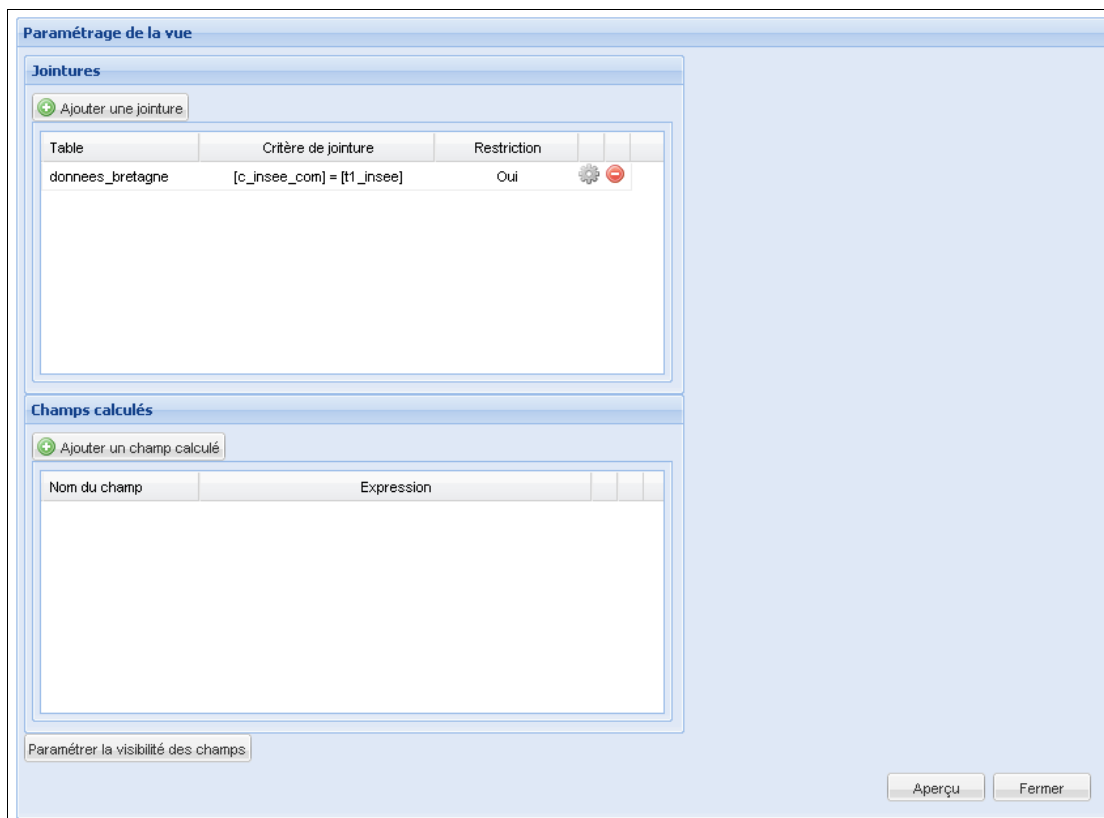 Paramétrage de la vue
Jointures
Ajouter une jointure
Table Critère de jointure Restriction
donnees_bretagne [c_insee_com] = [t1_insee] Oui
Champs calculés
Ajouter un champ calculé
Nom du champ Expression
Paramétrer la visibilité des champs
Aperçu Fermer